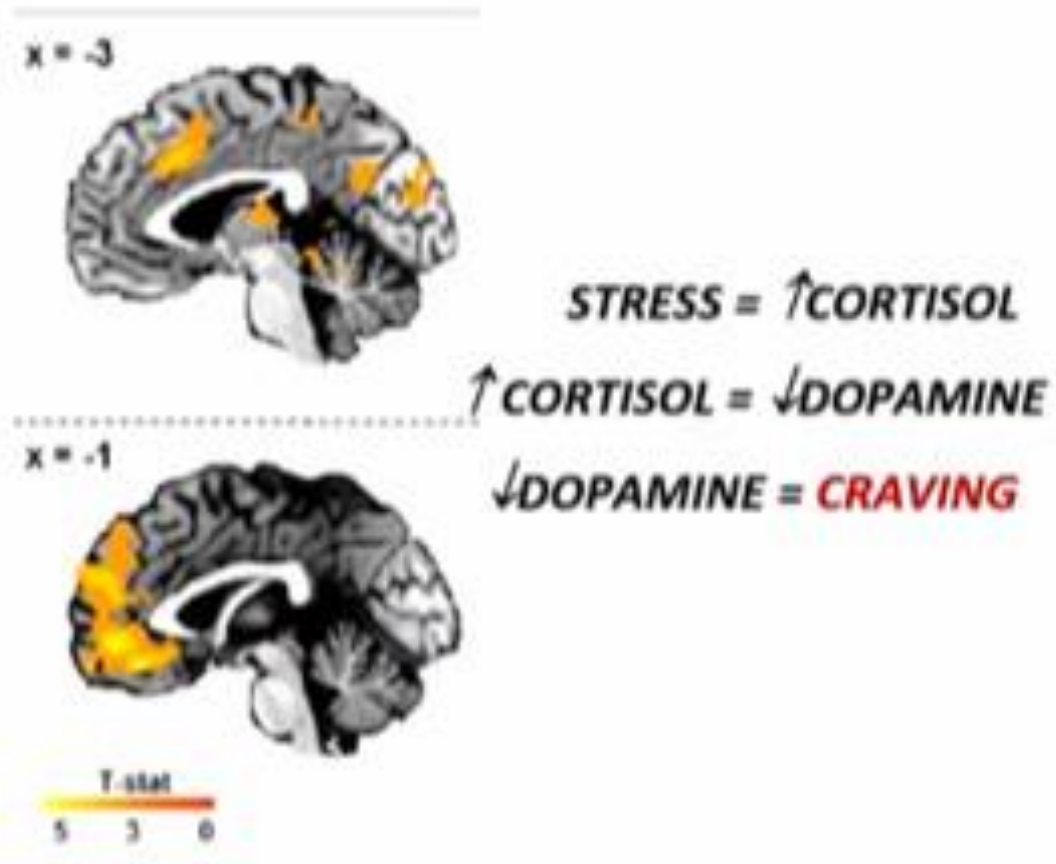 x = -3
STRESS = ↑CORTISOL
↑CORTISOL = ↓DOPAMINE
↓DOPAMINE = CRAVING
x = -1
T-stat
5 3 0